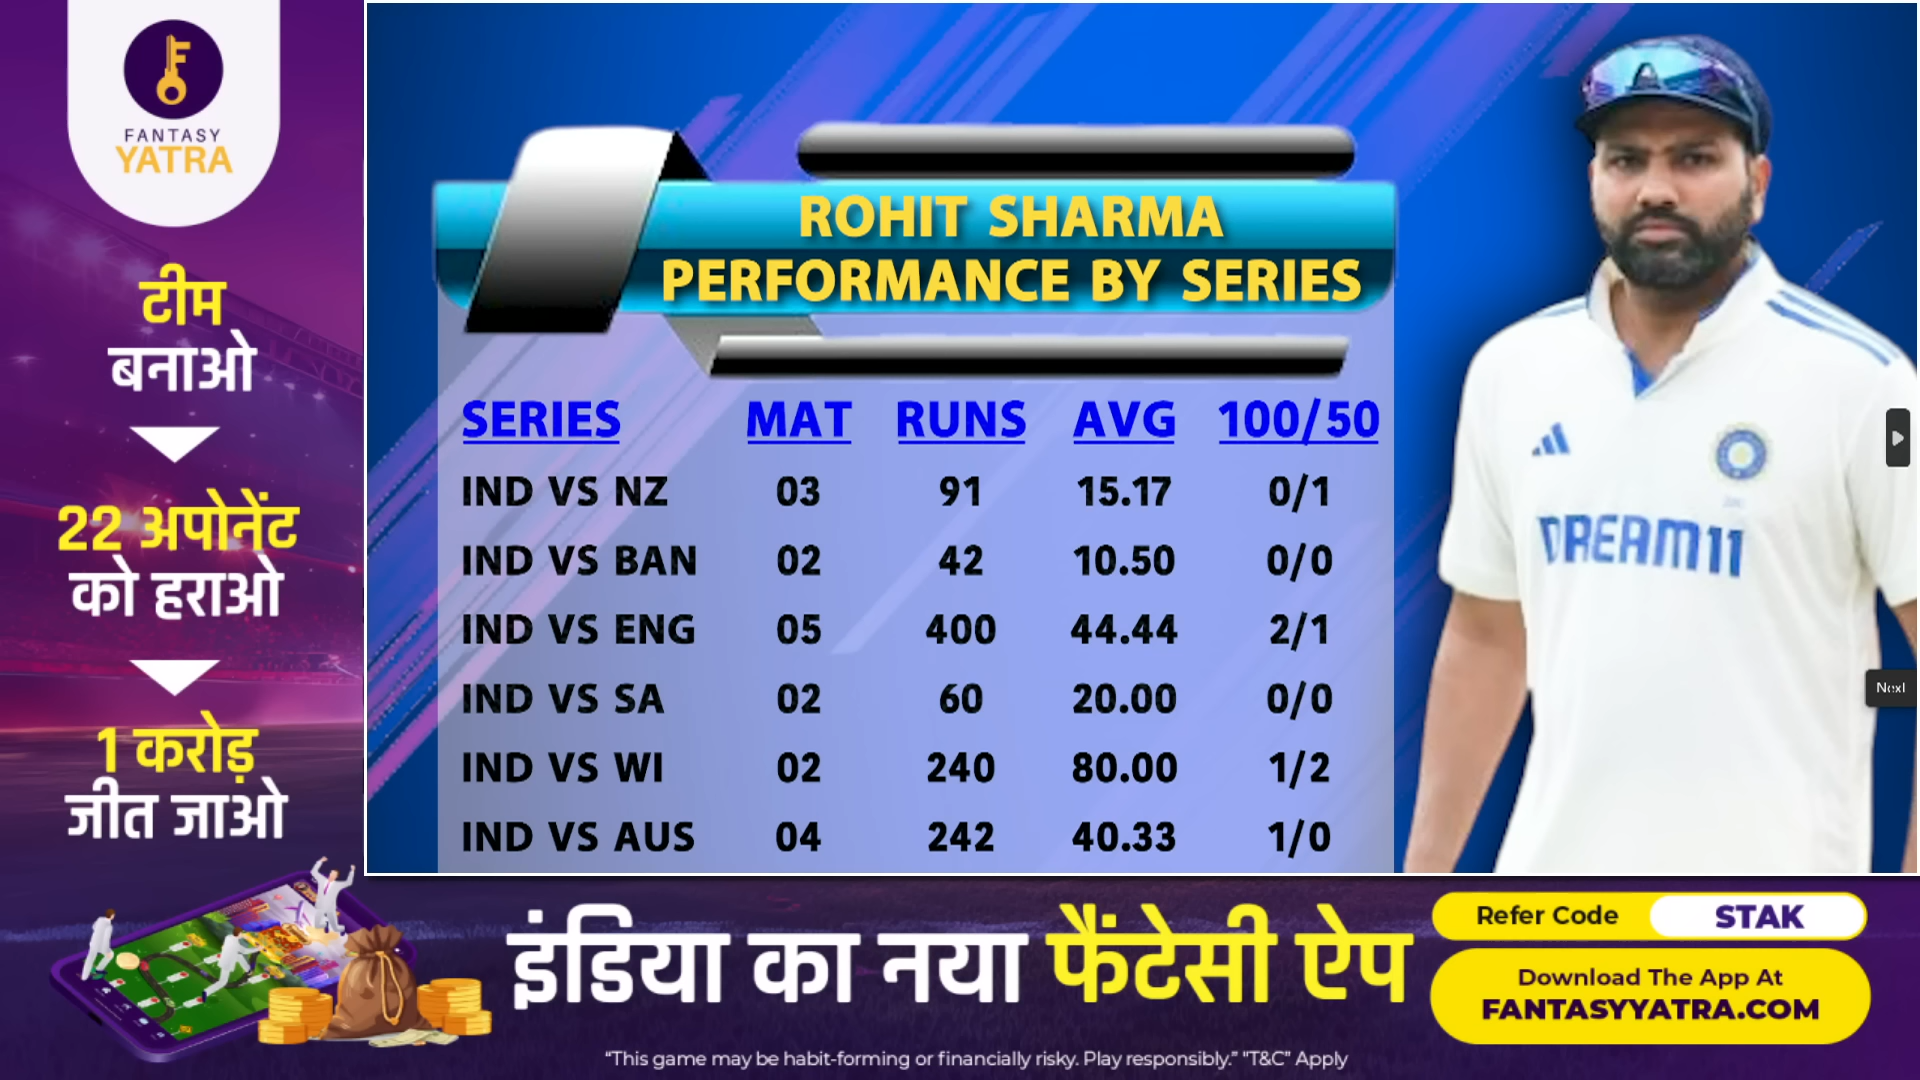 FANTASY
YATRA
टीम
बनाओ
22 अपोनेंट
को हराओ
1 करोड़
जीत जाओ
ROHIT SHARMA
PERFORMANCE BY SERIES
SERIES MAT RUNS AVG 100/50
IND VS NZ 03 91 15.17 0/1
IND VS BAN 02 42 10.50 0/0
IND VS ENG 05 400 44.44 2/1
IND VS SA 02 60 20.00 0/0
IND VS WI 02 240 80.00 1/2
IND VS AUS 04 242 40.33 1/0
DREAM11
Next
इंडिया का नया फैंटेसी ऐप
Refer Code STAK
Download The App At
FANTASYYATRA.COM
“This game may be habit-forming or financially risky. Play responsibly.” "T&C" Apply